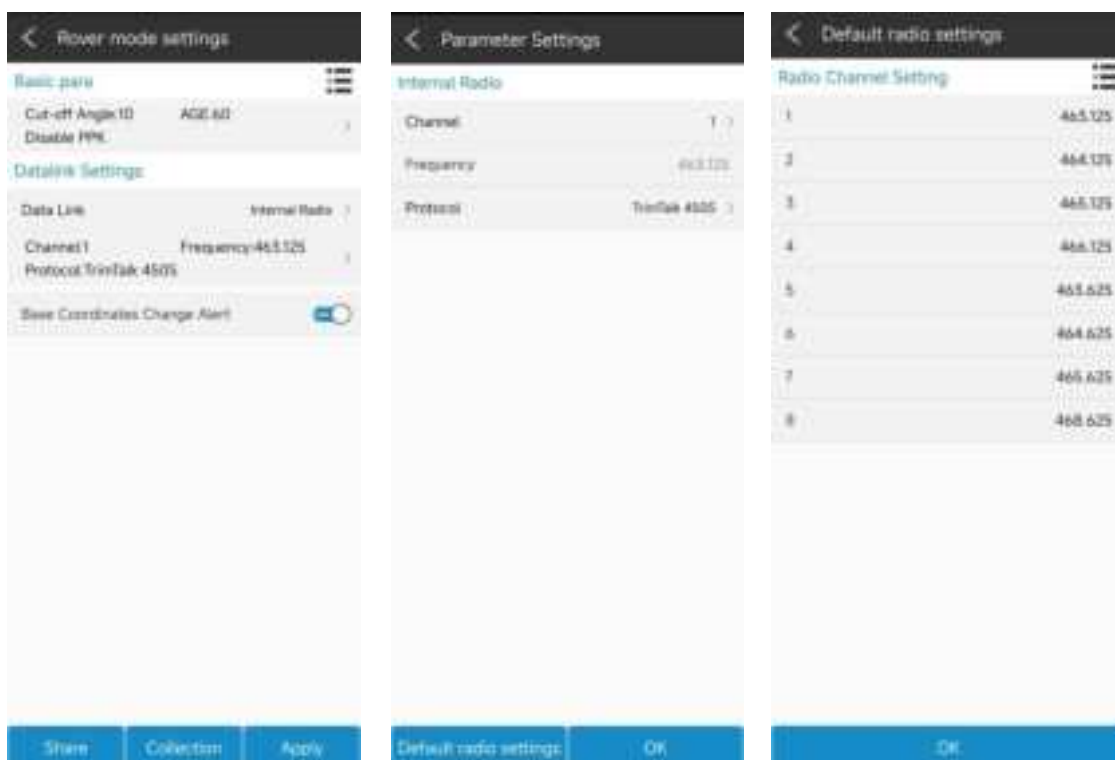 Rover mode settings
Basic para
Cut-off Angle:10 AGE:60
Disable PPK
Datalink Settings
Data Link Internal Radio
Channel:1 Frequency:463.125
Protocol:TrimTalk 450S
Base Coordinates Change Alert
Share Collection Apply
Parameter Settings
Internal Radio
Channel 1
Frequency 463.125
Protocol TrimTalk 450S
Default radio settings OK
Default radio settings
Radio Channel Setting
1 463.125
2 464.125
3 465.125
4 466.125
5 463.625
6 464.625
7 465.625
8 468.625
OK